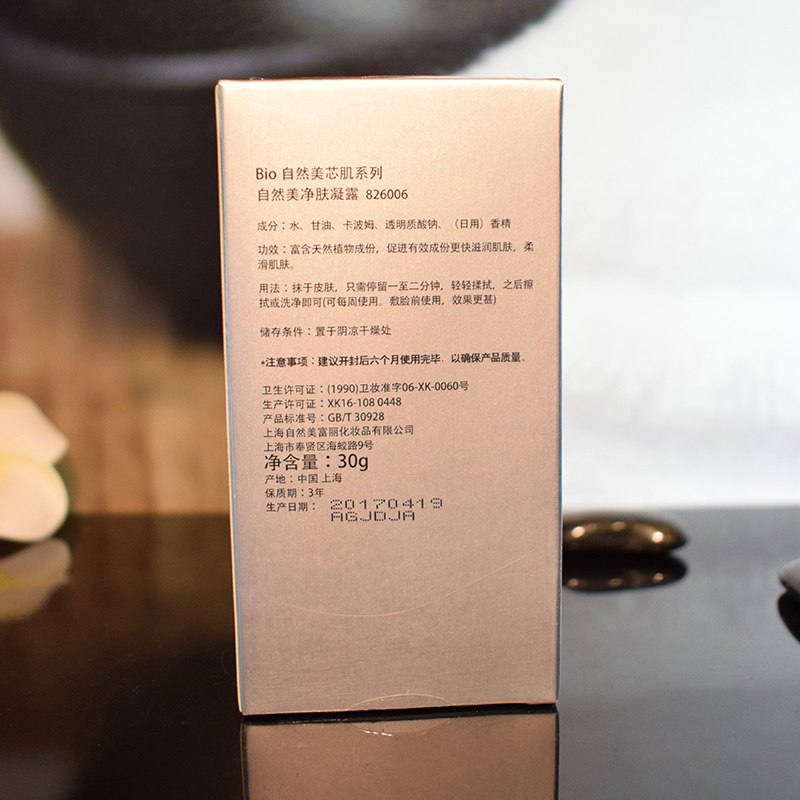 Bio 自然美芯肌系列
自然美净肤凝露 826006
成分：水、甘油、卡波姆、透明质酸钠、（日用）香精
功效：富含天然植物成份，促进有效成份更快滋润肌肤，柔
滑肌肤。
用法：抹于皮肤，只需停留一至二分钟，轻轻揉拭，之后擦
拭或洗净即可(可每周使用。敷脸前使用，效果更甚)
储存条件：置于阴凉干燥处
*注意事项：建议开封后六个月使用完毕，以确保产品质量。
卫生许可证：(1990)卫妆准字06-XK-0060号
生产许可证：XK16-108 0448
产品标准号：GB/T 30928
上海自然美富丽化妆品有限公司
上海市奉贤区海蛟路9号
净含量：30g
产地：中国 上海
保质期：3年
生产日期： 20170419
AGJDJA